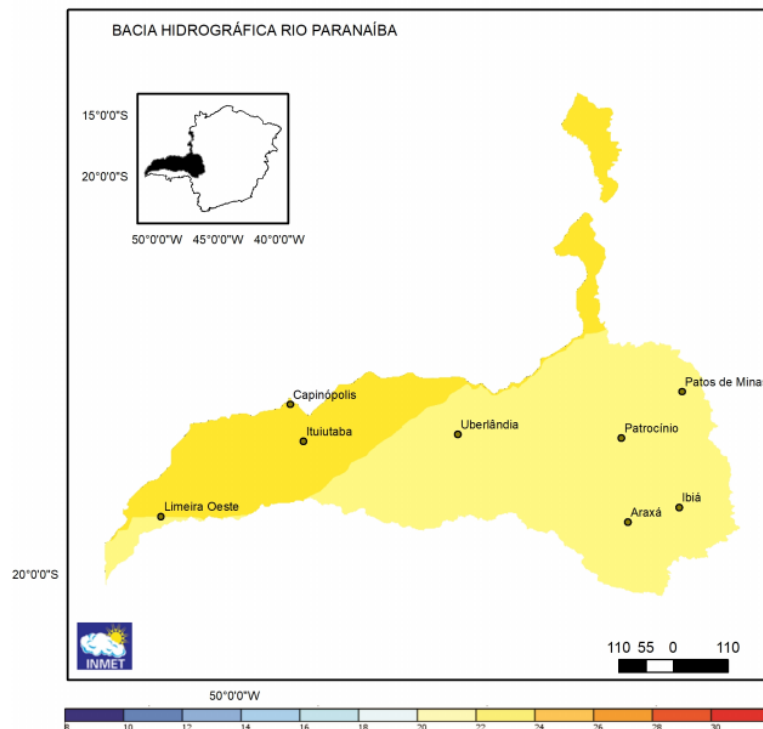 BACIA HIDROGRÁFICA RIO PARANAÍBA
15°0'0"S
20°0'0"S
50°0'0"W 45°0'0"W 40°0'0"W
Capinópolis
Patos de Minas
Ituiutaba
Uberlândia
Patrocínio
Limeira Oeste
Ibiá
Araxá
20°0'0"S
INMET
110 55 0 110
50°0'0"W
8 10 12 14 16 18 20 22 24 26 28 30